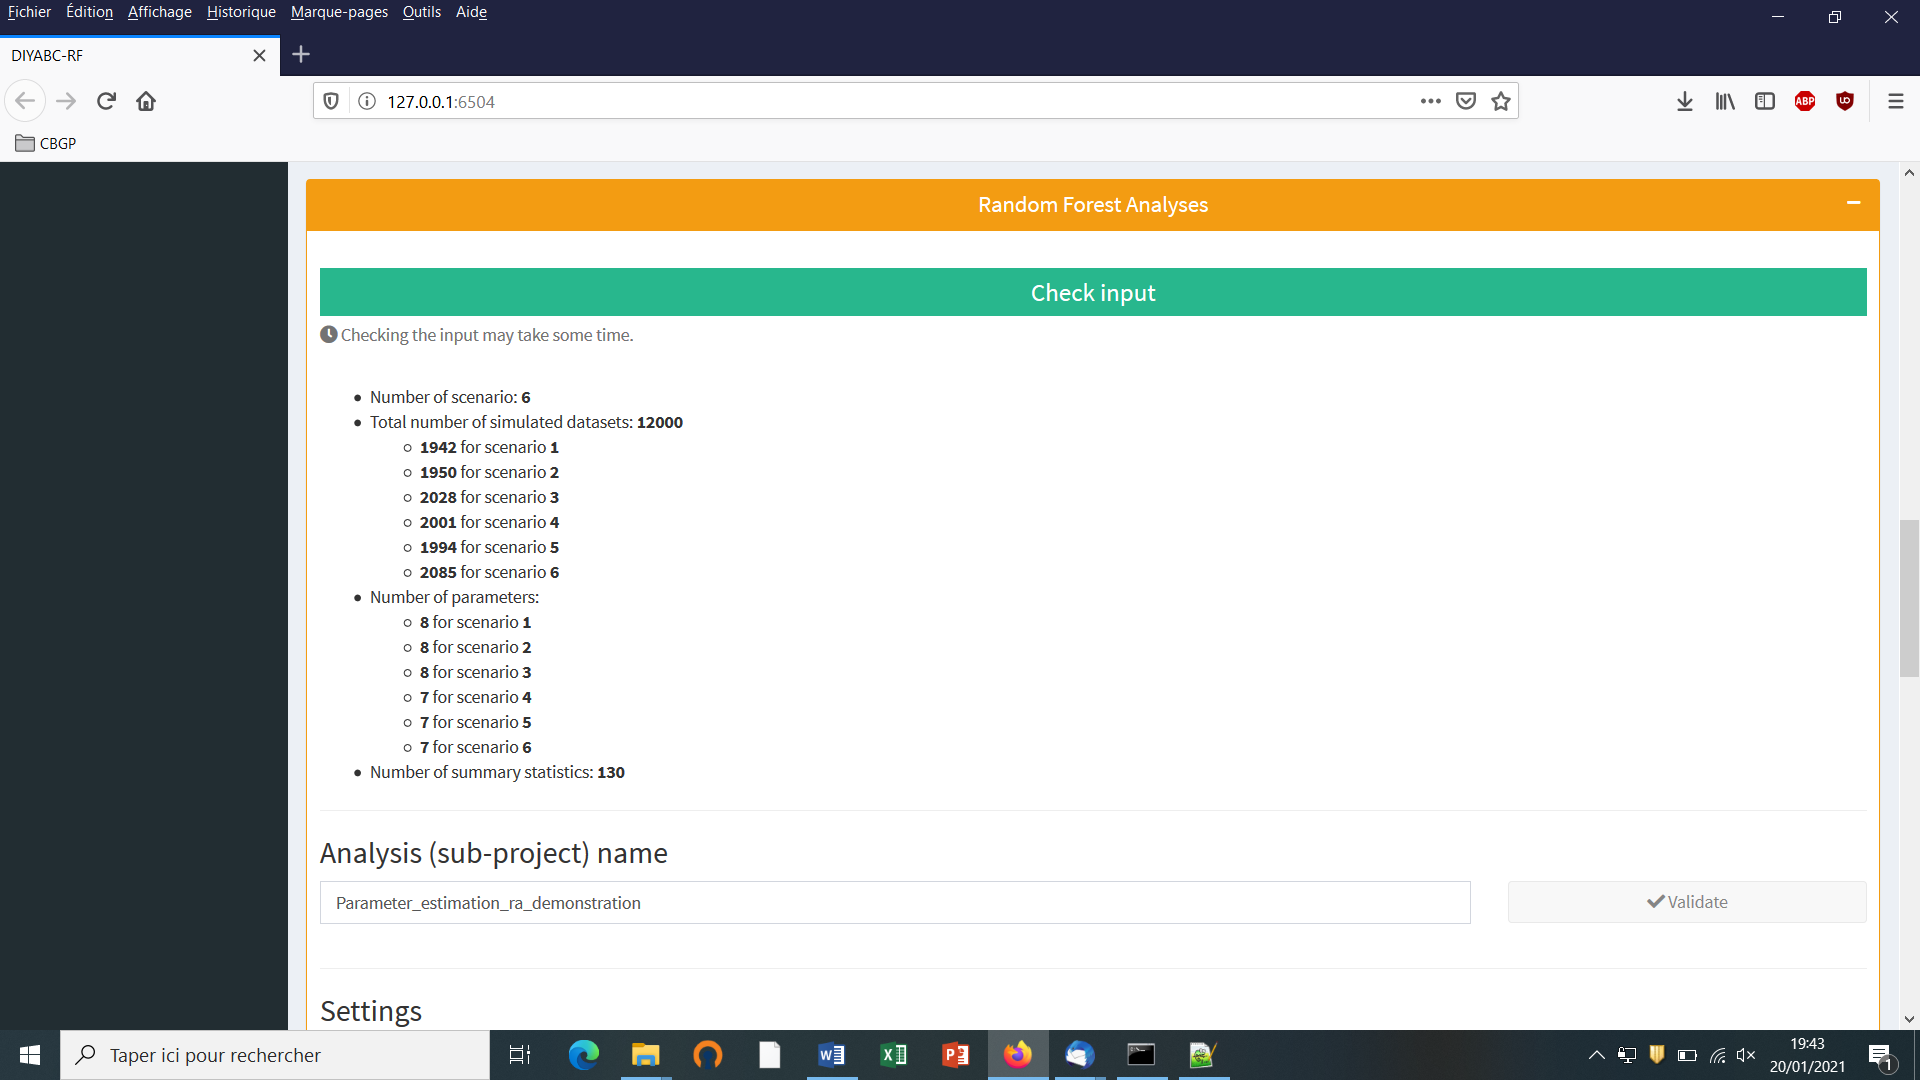 Fichier Édition Affichage Historique Marque-pages Outils Aide
DIYABC-RF
127.0.0.1:6504
ABP
CBGP
Random Forest Analyses
Check input
Checking the input may take some time.
Number of scenario: 6
Total number of simulated datasets: 12000
1942 for scenario 1
1950 for scenario 2
2028 for scenario 3
2001 for scenario 4
1994 for scenario 5
2085 for scenario 6
Number of parameters:
8 for scenario 1
8 for scenario 2
8 for scenario 3
7 for scenario 4
7 for scenario 5
7 for scenario 6
Number of summary statistics: 130
Analysis (sub-project) name
Parameter_estimation_ra_demonstration
Validate
Settings
Taper ici pour rechercher
19:43
20/01/2021
1